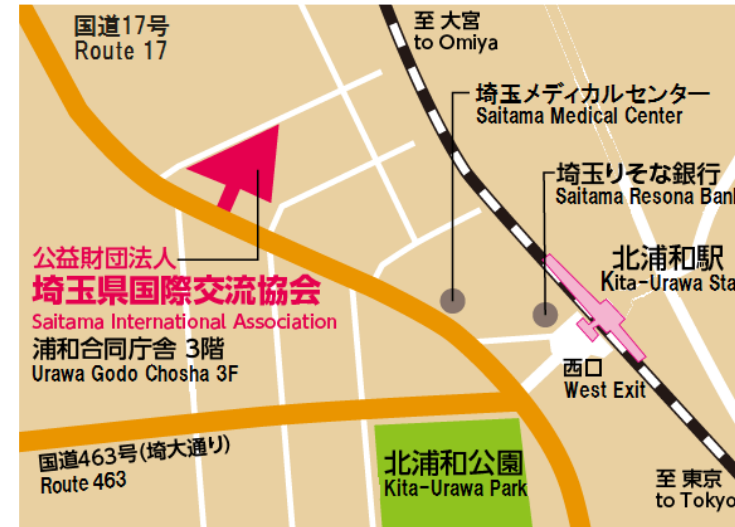 国道17号
Route 17
至 大宮
to Omiya
埼玉メディカルセンター
Saitama Medical Center
埼玉りそな銀行
Saitama Resona Bank
北浦和駅
Kita-Urawa Sta
公益財団法人
埼玉県国際交流協会
Saitama International Association
浦和合同庁舎 3階
Urawa Godo Chosha 3F
西口
West Exit
国道463号(埼大通り)
Route 463
北浦和公園
Kita-Urawa Park
至 東京
to Tokyo